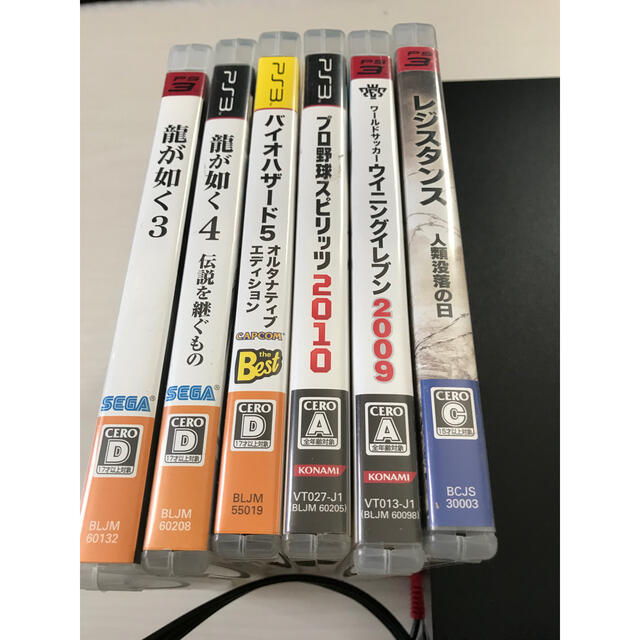 PS3
龍が如く3
SEGA
CERO
D
17才以上対象
BLJM
60132
PS3
龍が如く4 伝説を継ぐもの
SEGA
CERO
D
17才以上対象
BLJM
60208
PS3
バイオハザード5 オルタナティブ
エディション
CAPCOM
the
Best
CERO
D
17才以上対象
BLJM
55019
PS3
プロ野球スピリッツ2010
CERO
A
全年齢対象
KONAMI
VT027-J1
(BLJM 60205)
PS3
ワールドサッカーウイニングイレブン2009
CERO
A
全年齢対象
KONAMI
VT013-J1
(BLJM 60098)
PS3
レジスタンス 人類没落の日
CERO
C
15才以上対象
BCJS
30003